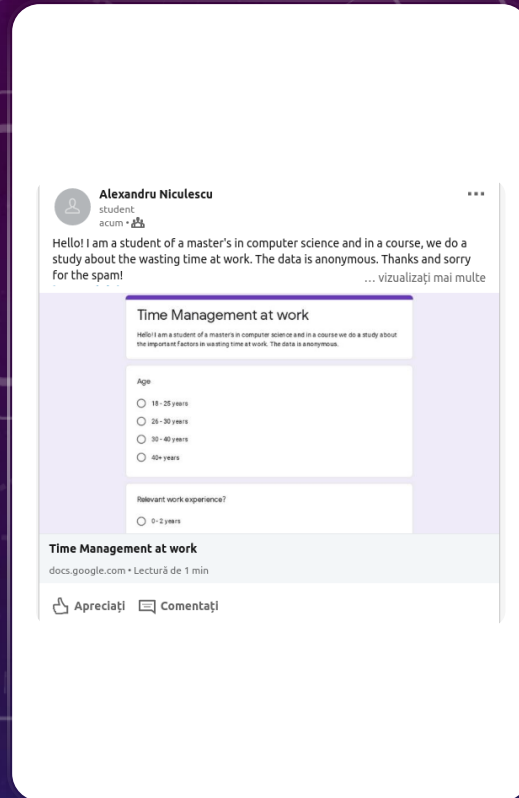 Alexandru Niculescu
student
acum •
Hello! I am a student of a master's in computer science and in a course, we do a
study about the wasting time at work. The data is anonymous. Thanks and sorry
for the spam!
... vizualizați mai multe
Time Management at work
Hello! I am a student of a master's in computer science and in a course we do a study about
the important factors in wasting time at work. The data is anonymous.
Age
18 - 25 years
26 - 30 years
30 - 40 years
40+ years
Relevant work experience?
0 - 2 years
Time Management at work
docs.google.com • Lectură de 1 min
Apreciați Comentați